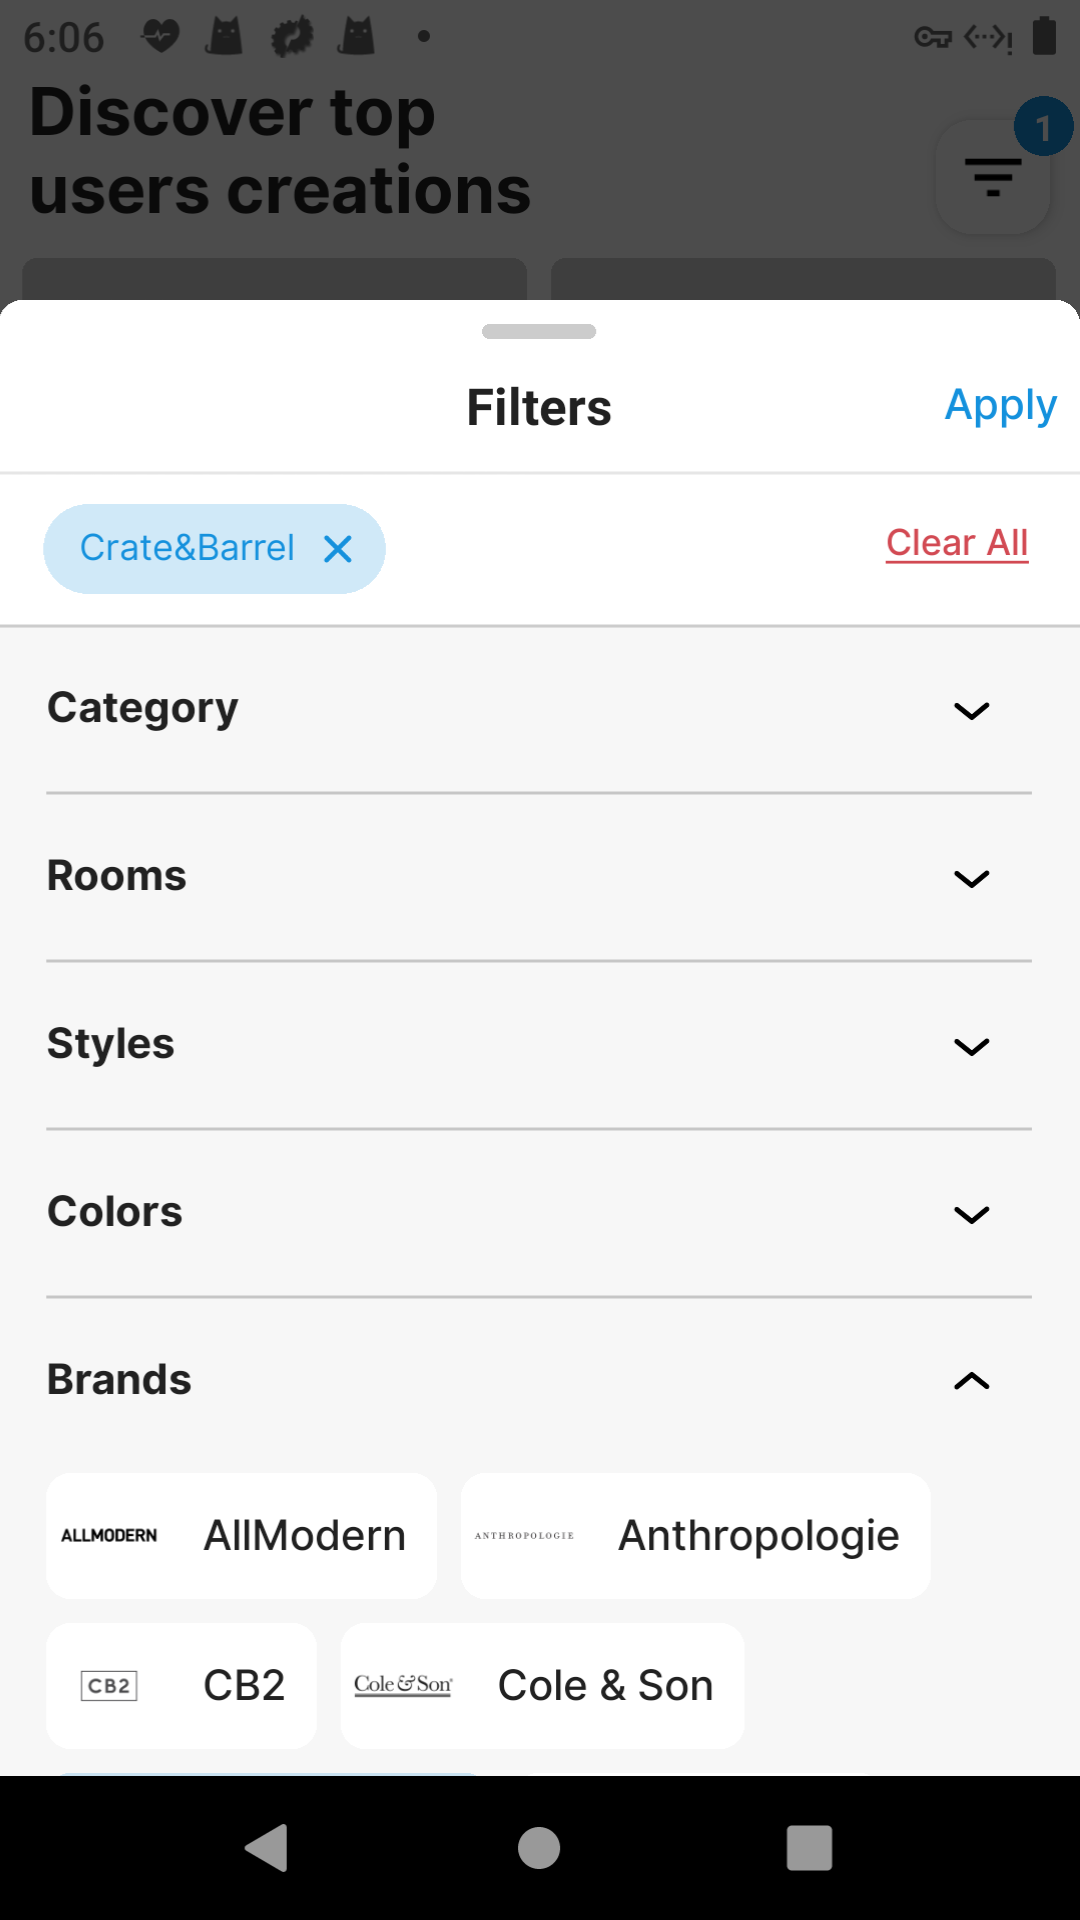 6:06
Discover top
users creations
1
Filters
Apply
Crate&Barrel
Clear All
Category
Rooms
Styles
Colors
Brands
ALLMODERN AllModern
ANTHROPOLOGIE Anthropologie
CB2 CB2
Cole & Son Cole & Son